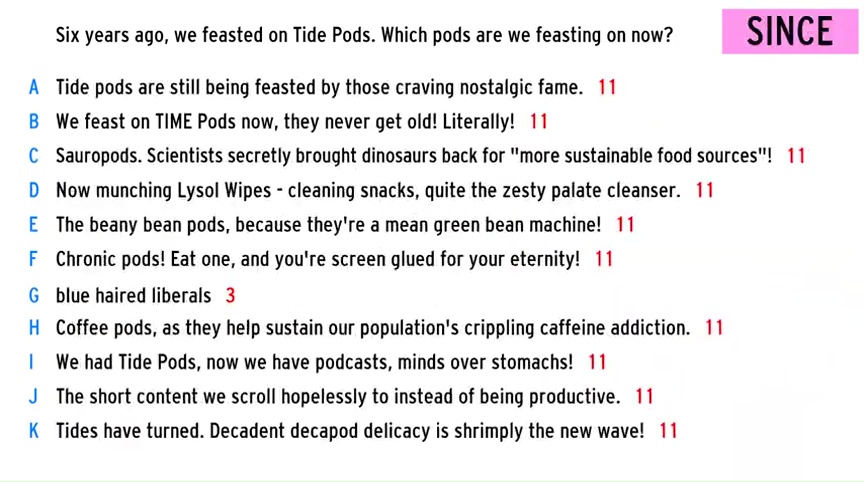 Six years ago, we feasted on Tide Pods. Which pods are we feasting on now?
SINCE
A Tide pods are still being feasted by those craving nostalgic fame. 11
B We feast on TIME Pods now, they never get old! Literally! 11
C Sauropods. Scientists secretly brought dinosaurs back for "more sustainable food sources"! 11
D Now munching Lysol Wipes - cleaning snacks, quite the zesty palate cleanser. 11
E The beany bean pods, because they're a mean green bean machine! 11
F Chronic pods! Eat one, and you're screen glued for your eternity! 11
G blue haired liberals 3
H Coffee pods, as they help sustain our population's crippling caffeine addiction. 11
I We had Tide Pods, now we have podcasts, minds over stomachs! 11
J The short content we scroll hopelessly to instead of being productive. 11
K Tides have turned. Decadent decapod delicacy is shrimply the new wave! 11